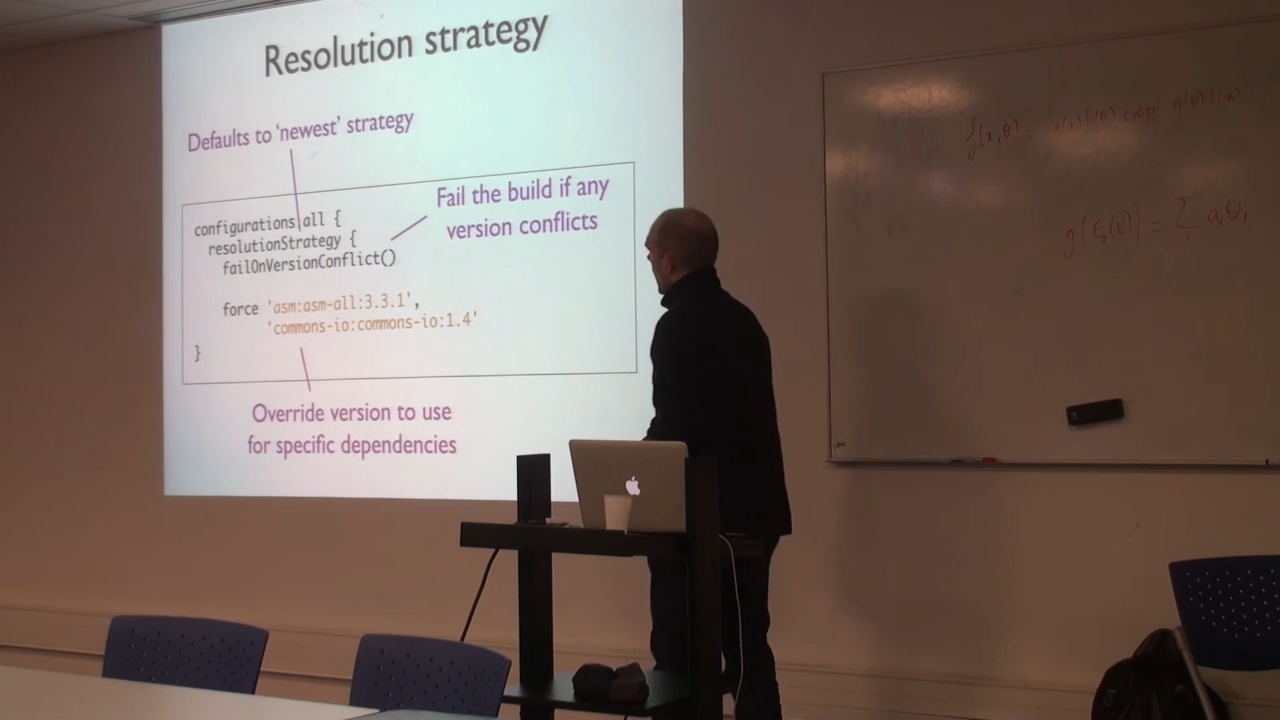 Resolution strategy
Defaults to 'newest' strategy
Fail the build if any
version conflicts
configurations.all {
resolutionStrategy {
failOnVersionConflict()
force 'asm:asm-all:3.3.1',
'commons-io:commons-io:1.4'
}
Override version to use
for specific dependencies
f(x,θ) =
exp
g( ) = Σ